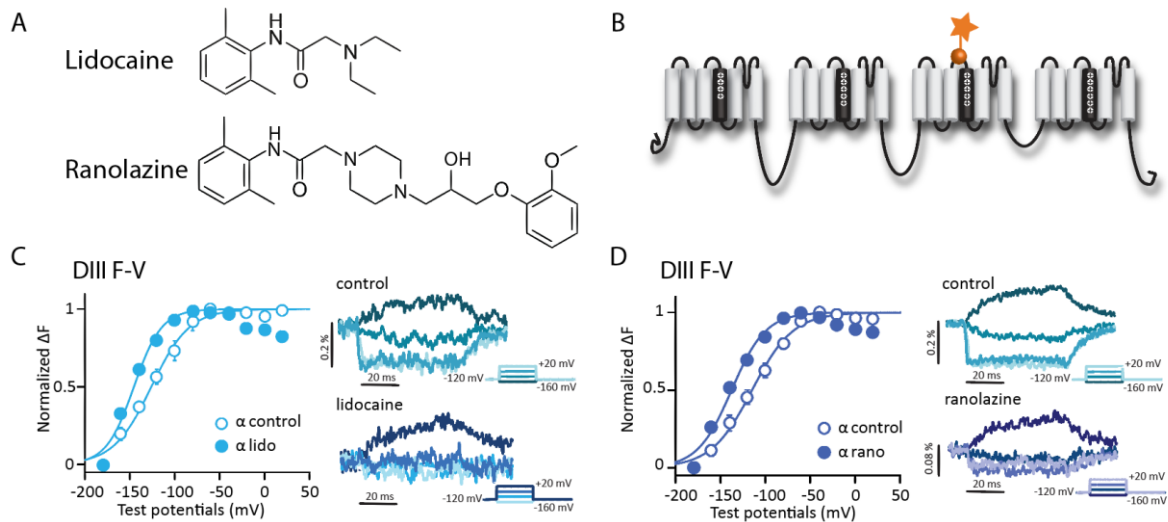 A
Lidocaine
H
N
O
N
Ranolazine
H
N
O
N
N
OH
O
O
B
C
DIII F-V
Normalized ΔF
1
0.5
0
-200
-150
-100
-50
0
50
Test potentials (mV)
α control
α lido
control
0.2 %
20 ms
-120 mV
+20 mV
-160 mV
lidocaine
20 ms
-120 mV
+20 mV
-160 mV
D
DIII F-V
Normalized ΔF
1
0.5
0
-200
-150
-100
-50
0
50
Test potentials (mV)
α control
α rano
control
0.2 %
20 ms
-120 mV
+20 mV
-160 mV
ranolazine
0.08 %
20 ms
-120 mV
+20 mV
-160 mV